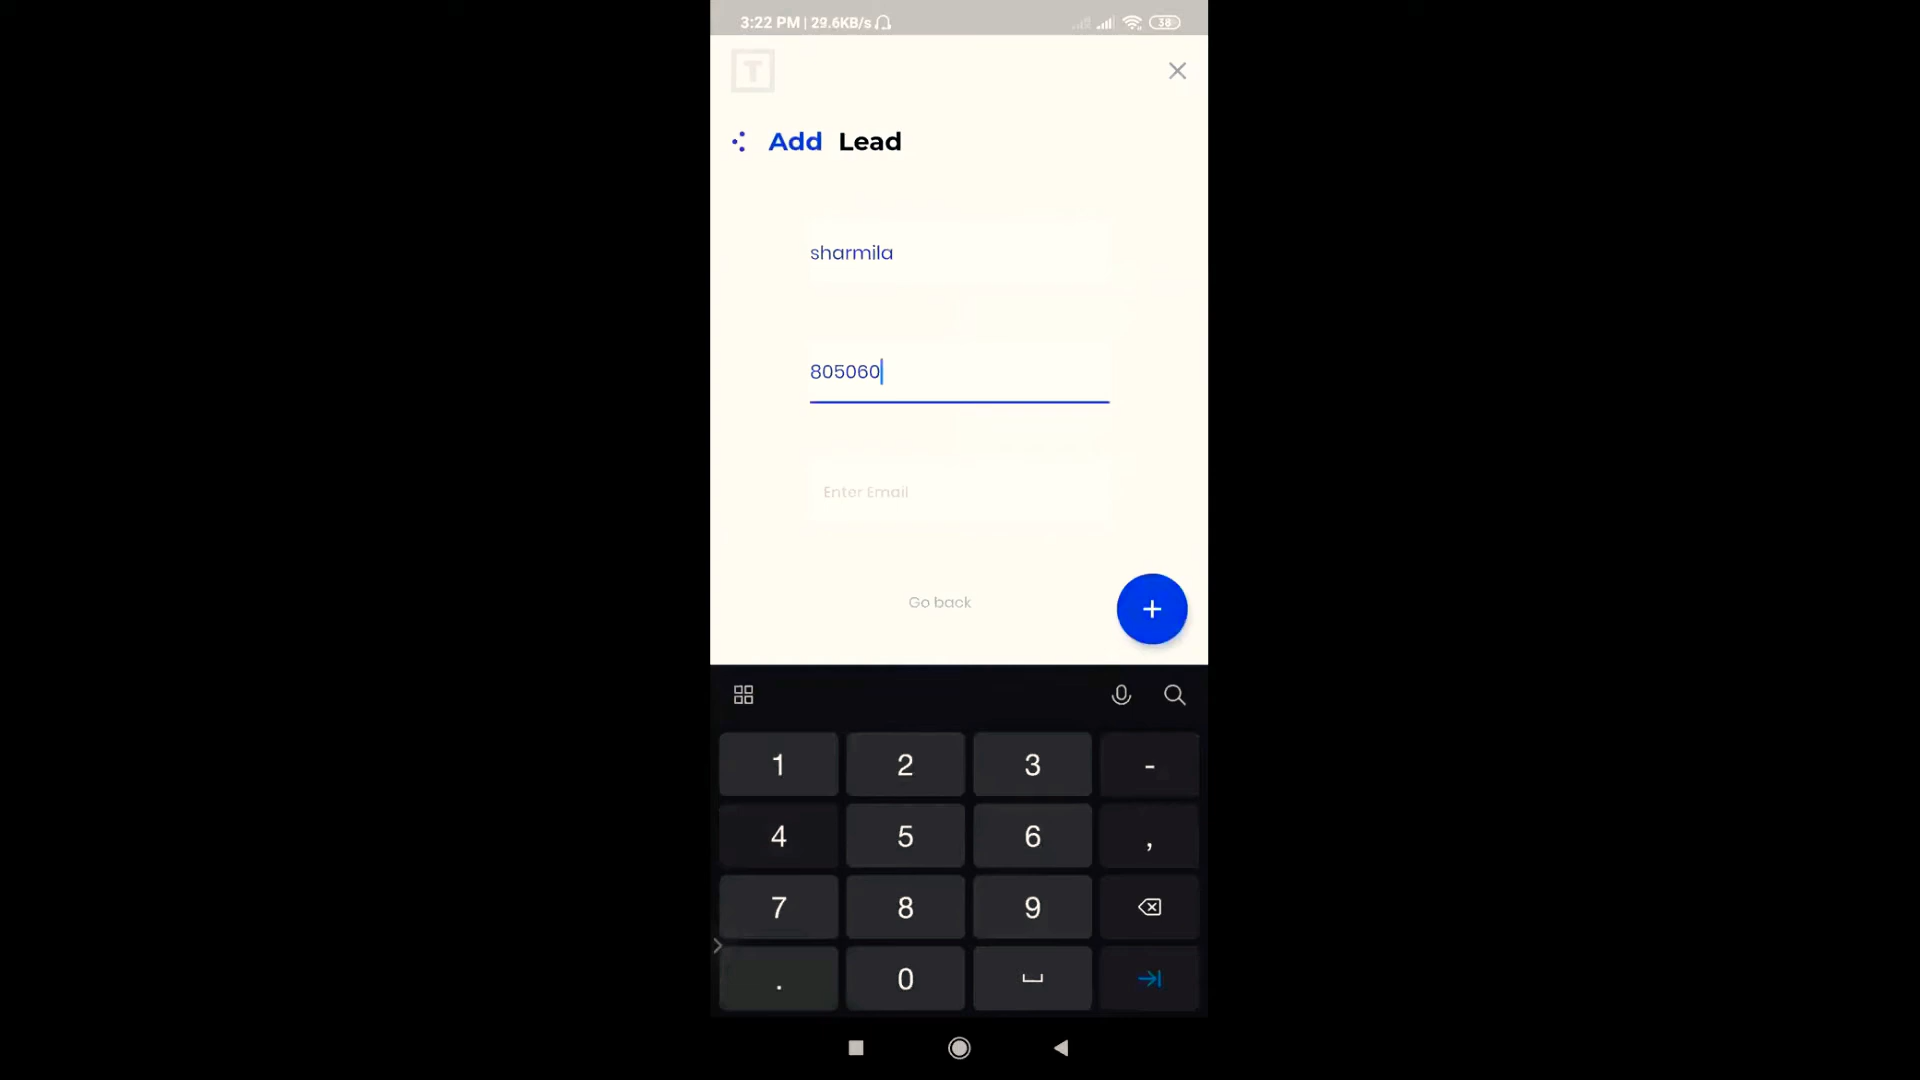 3:22 PM | 29.6KB/s 38
T
Add Lead
sharmila
805060
Enter Email
Go back
+
1 2 3 -
4 5 6 ,
7 8 9
. 0